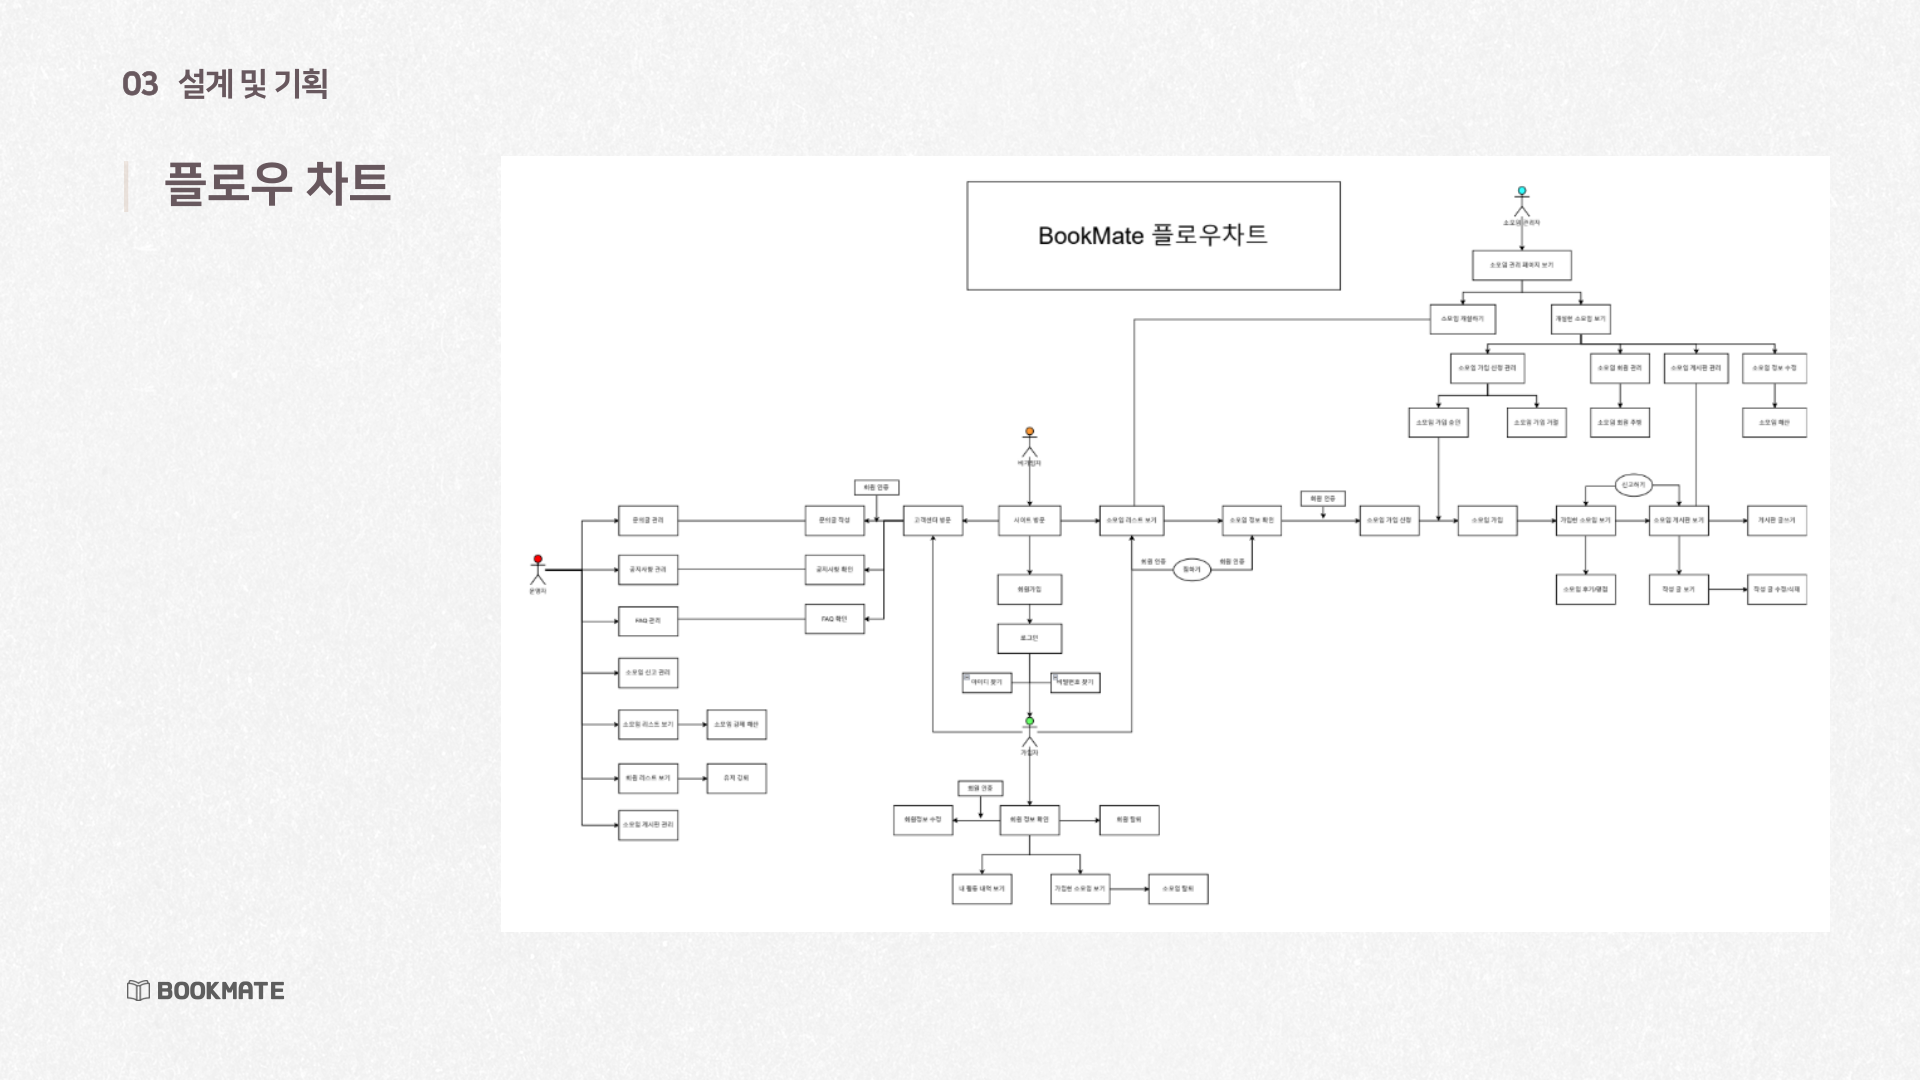 03 설계 및 기획
플로우 차트
BookMate 플로우차트
소모임 관리자
소모임 관리 페이지 보기
소모임 개설하기
개설된 소모임 보기
소모임 가입 신청 관리
소모임 회원 관리
소모임 게시판 관리
소모임 정보 수정
소모임 가입 승인
소모임 가입 거절
소모임 회원 추방
소모임 해산
비가입자
회원 인증
회원 인증
신고하기
문의글 관리
문의글 작성
고객센터 방문
사이트 방문
소모임 리스트 보기
소모임 정보 확인
소모임 가입 신청
소모임 가입
가입한 소모임 보기
소모임 게시판 보기
게시판 글쓰기
운영자
공지사항 관리
공지사항 확인
회원 인증
찜하기
회원 인증
회원가입
소모임 후기/평점
작성 글 보기
작성 글 수정/삭제
FAQ 관리
FAQ 확인
로그인
소모임 신고 관리
아이디 찾기
비밀번호 찾기
소모임 리스트 보기
소모임 강제 해산
가입자
회원 리스트 보기
유저 강퇴
회원 인증
소모임 게시판 관리
회원정보 수정
회원 정보 확인
회원 탈퇴
내 활동 내역 보기
가입한 소모임 보기
소모임 탈퇴
BOOKMATE